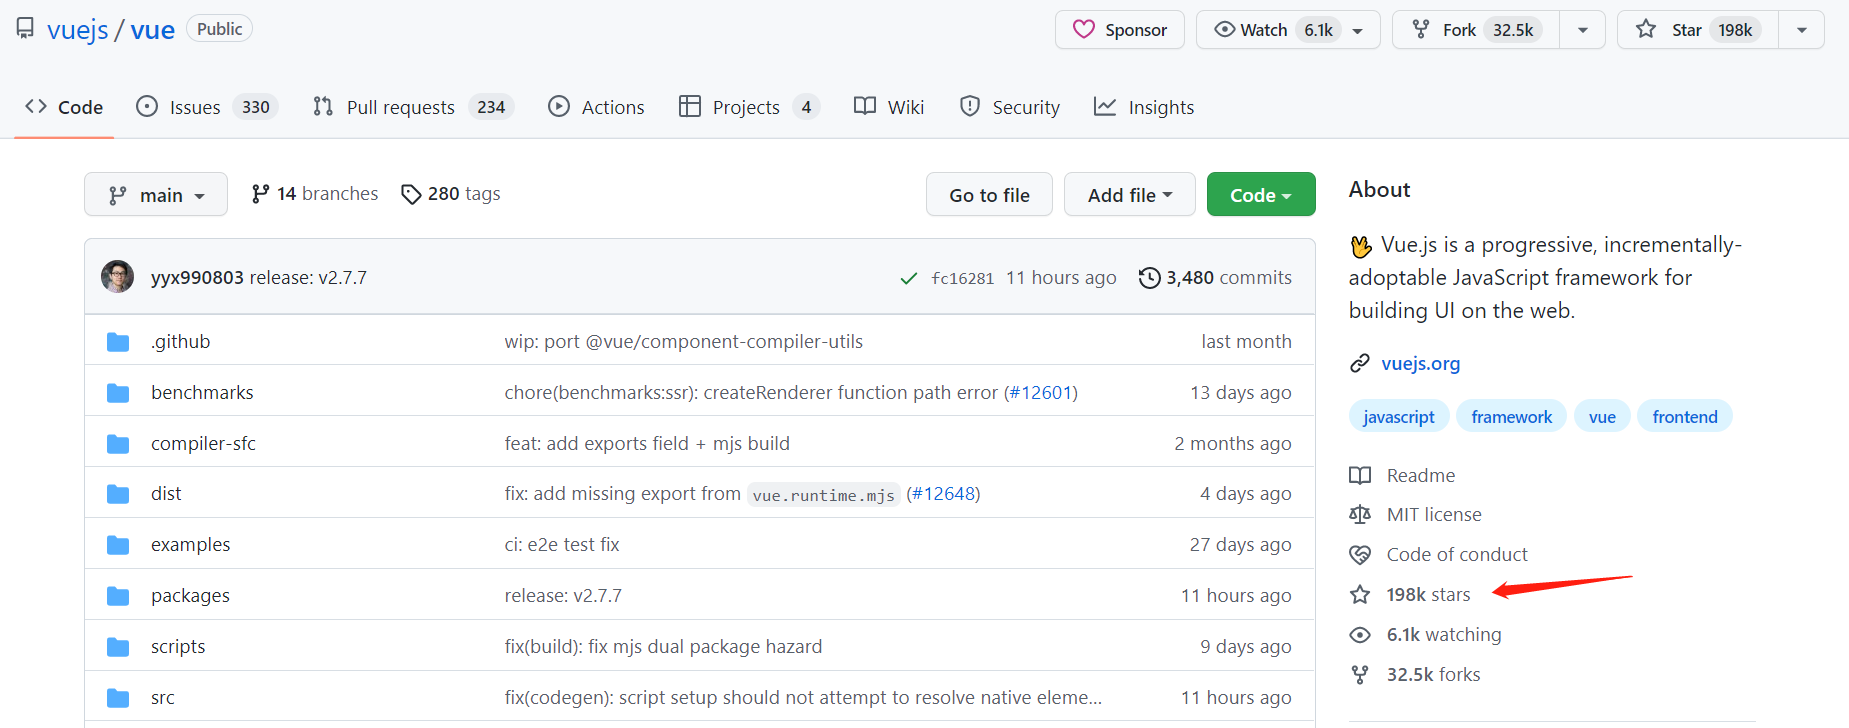 vuejs / vue Public Sponsor Watch 6.1k Fork 32.5k Star 198k
Code Issues 330 Pull requests 234 Actions Projects 4 Wiki Security Insights
main 14 branches 280 tags Go to file Add file Code
yyx990803 release: v2.7.7 fc16281 11 hours ago 3,480 commits
.github wip: port @vue/component-compiler-utils last month
benchmarks chore(benchmarks:ssr): createRenderer function path error (#12601) 13 days ago
compiler-sfc feat: add exports field + mjs build 2 months ago
dist fix: add missing export from vue.runtime.mjs (#12648) 4 days ago
examples ci: e2e test fix 27 days ago
packages release: v2.7.7 11 hours ago
scripts fix(build): fix mjs dual package hazard 9 days ago
src fix(codegen): script setup should not attempt to resolve native eleme... 11 hours ago
About
🖖 Vue.js is a progressive, incrementally-
adoptable JavaScript framework for
building UI on the web.
vuejs.org
javascript framework vue frontend
Readme
MIT license
Code of conduct
198k stars
6.1k watching
32.5k forks